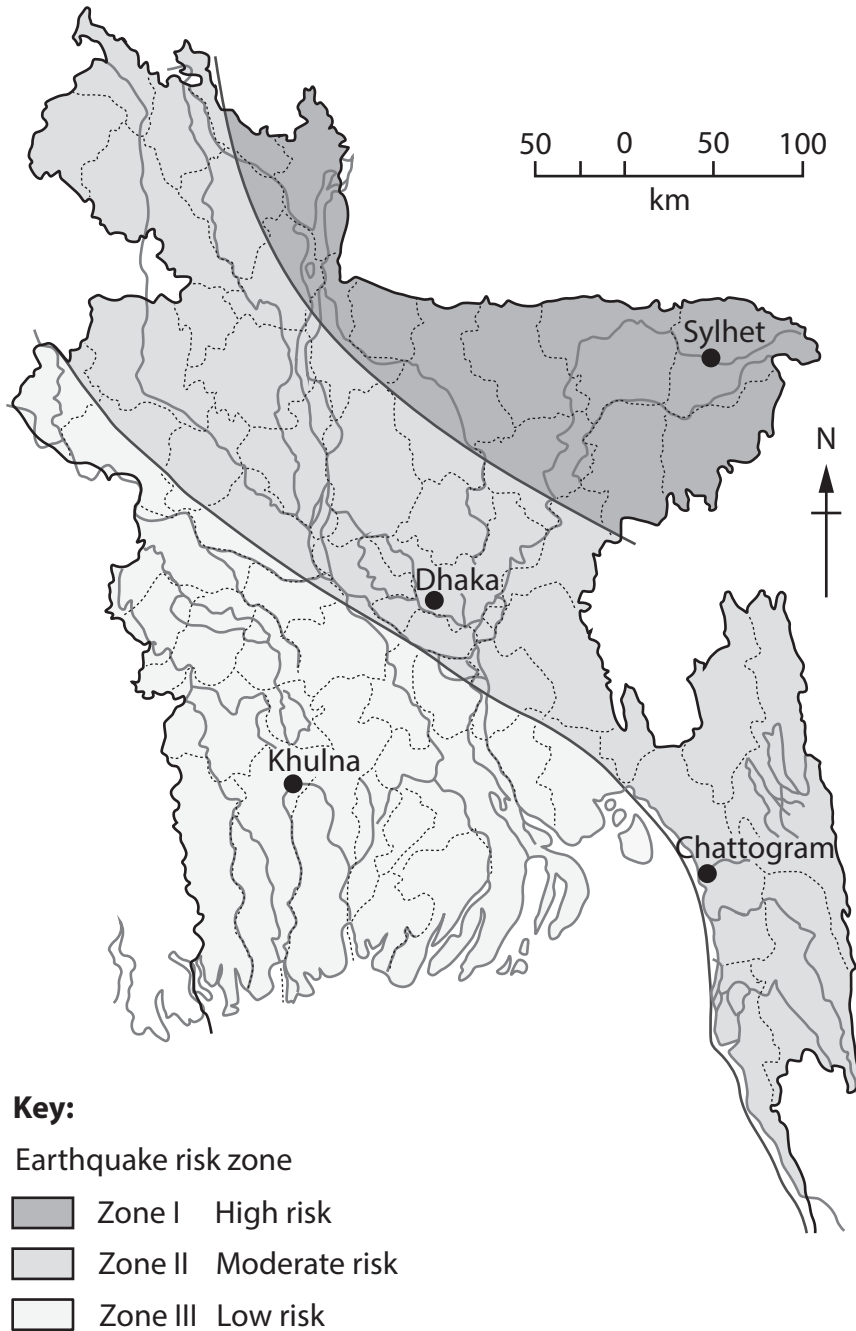 50 0 50 100
km
Sylhet
N
Dhaka
Khulna
Chattogram
Key:
Earthquake risk zone
Zone I High risk
Zone II Moderate risk
Zone III Low risk